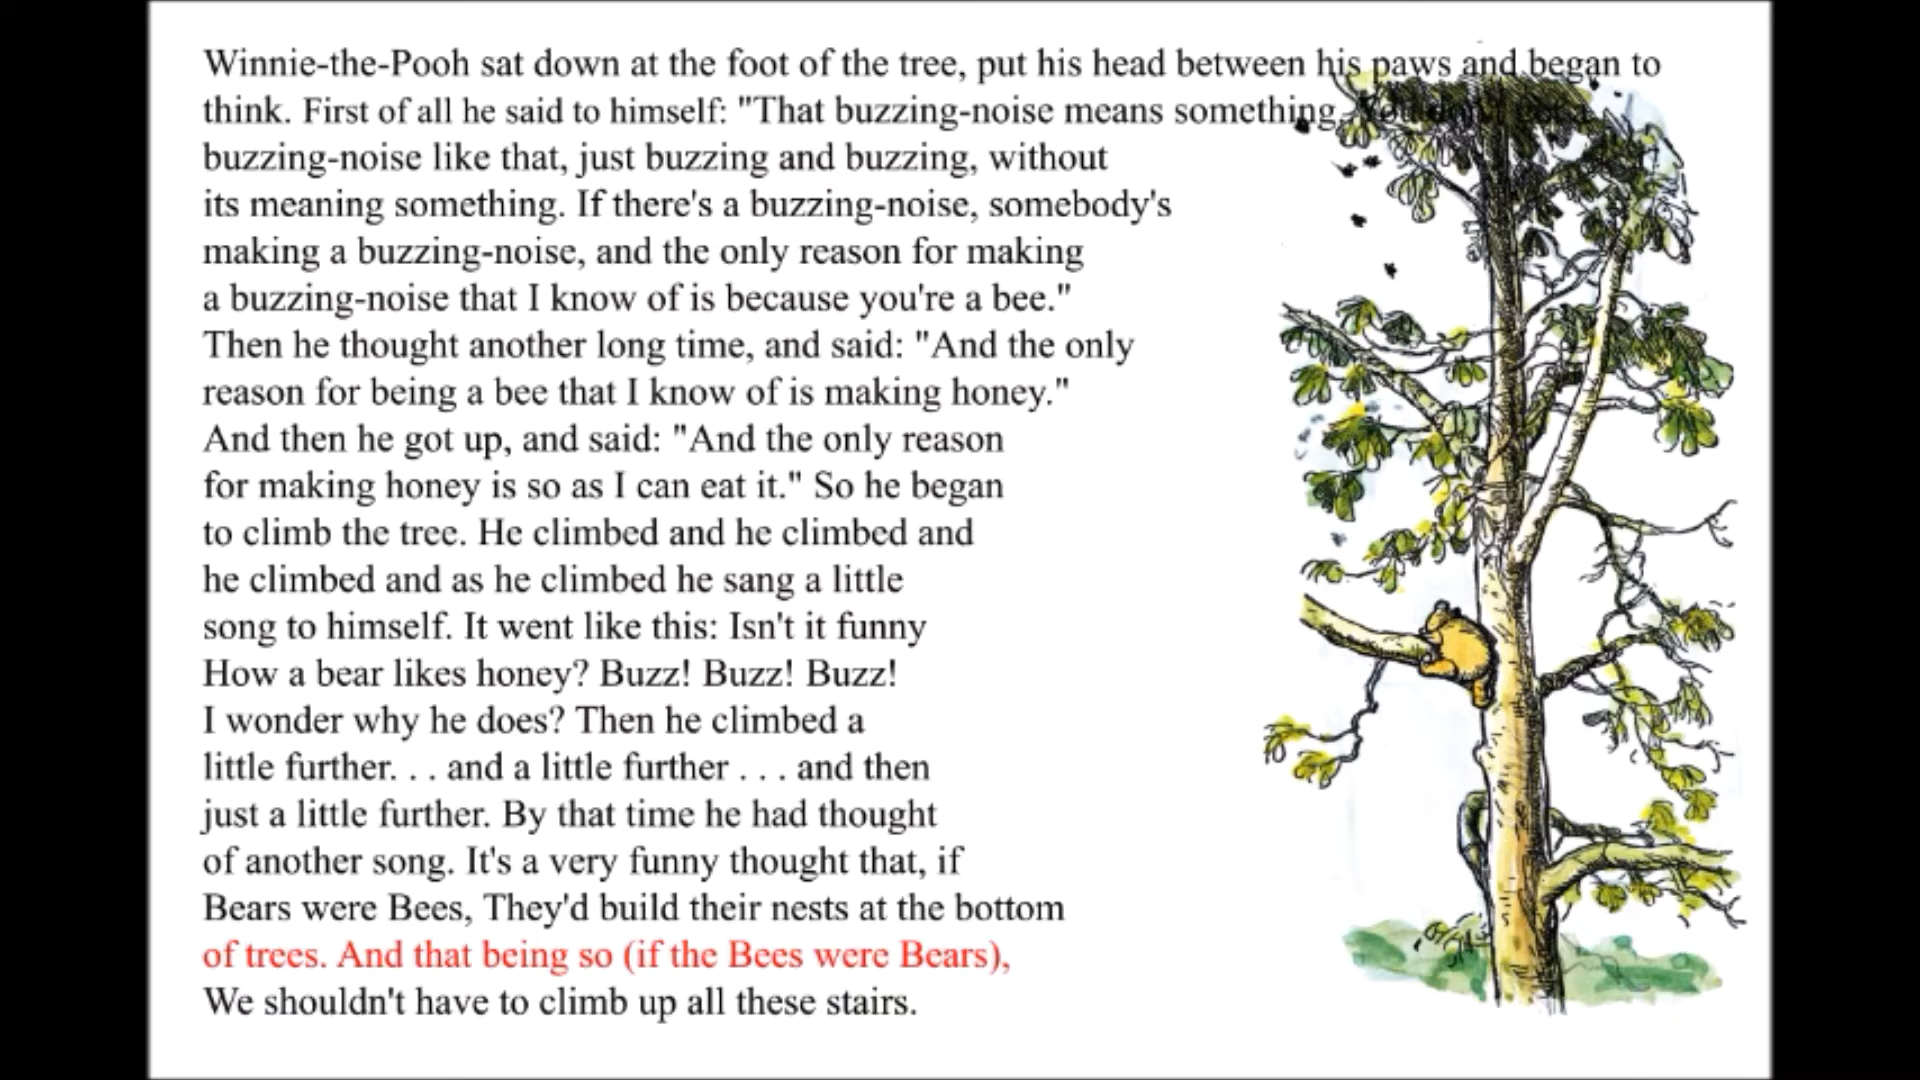 Winnie-the-Pooh sat down at the foot of the tree, put his head between his paws and began to
think. First of all he said to himself: "That buzzing-noise means something. You
buzzing-noise like that, just buzzing and buzzing, without
its meaning something. If there's a buzzing-noise, somebody's
making a buzzing-noise, and the only reason for making
a buzzing-noise that I know of is because you're a bee."
Then he thought another long time, and said: "And the only
reason for being a bee that I know of is making honey."
And then he got up, and said: "And the only reason
for making honey is so as I can eat it." So he began
to climb the tree. He climbed and he climbed and
he climbed and as he climbed he sang a little
song to himself. It went like this: Isn't it funny
How a bear likes honey? Buzz! Buzz! Buzz!
I wonder why he does? Then he climbed a
little further. . . and a little further . . . and then
just a little further. By that time he had thought
of another song. It's a very funny thought that, if
Bears were Bees, They'd build their nests at the bottom
of trees. And that being so (if the Bees were Bears),
We shouldn't have to climb up all these stairs.